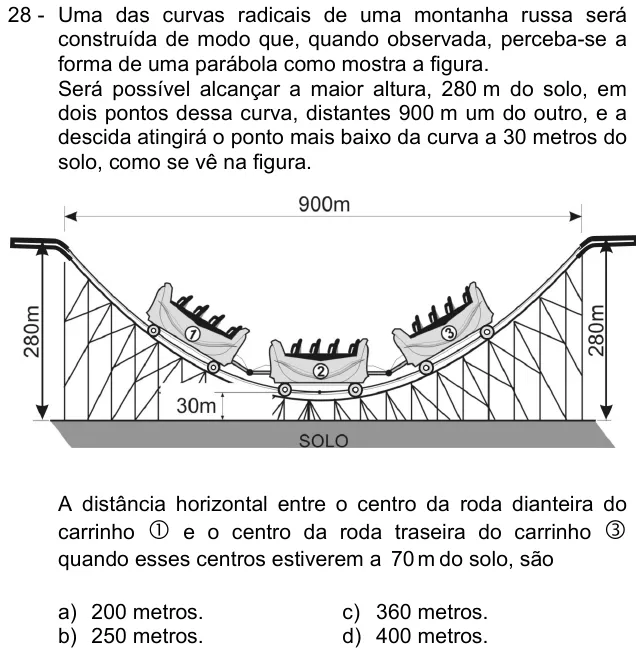 28 - Uma das curvas radicais de uma montanha russa será
construída de modo que, quando observada, perceba-se a
forma de uma parábola como mostra a figura.
Será possível alcançar a maior altura, 280 m do solo, em
dois pontos dessa curva, distantes 900 m um do outro, e a
descida atingirá o ponto mais baixo da curva a 30 metros do
solo, como se vê na figura.
900m
280m
1
2
3
280m
30m
SOLO
A distância horizontal entre o centro da roda dianteira do
carrinho ① e o centro da roda traseira do carrinho ③
quando esses centros estiverem a 70 m do solo, são
a) 200 metros.
c) 360 metros.
b) 250 metros.
d) 400 metros.